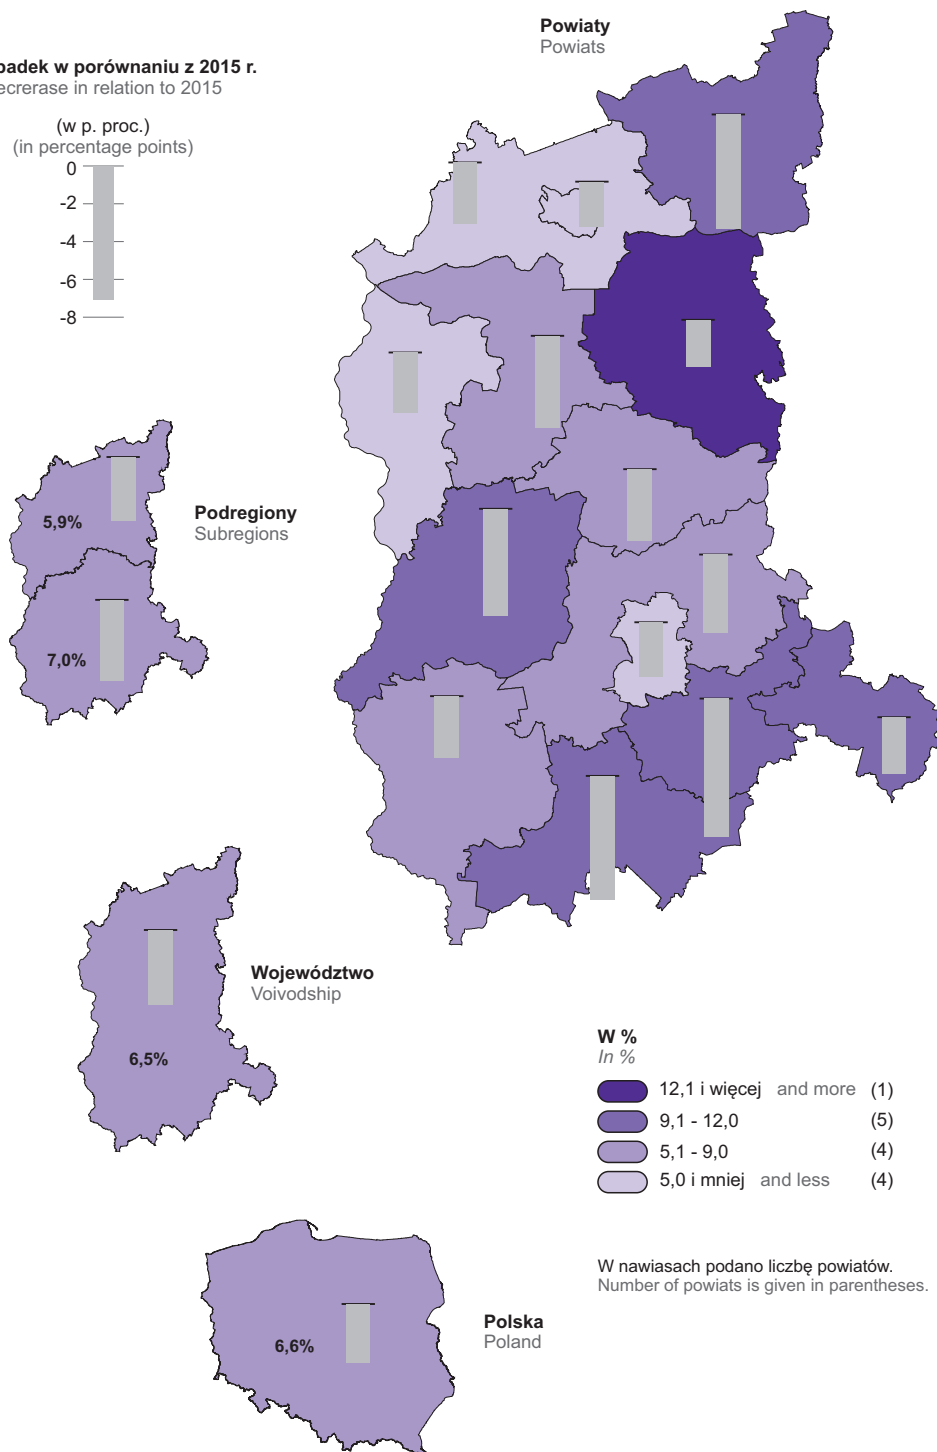 Powiaty
Powiats
padek w porównaniu z 2015 r.
ecrerase in relation to 2015
(w p. proc.)
(in percentage points)
0
-2
-4
-6
-8
5,9%
7,0%
Podregiony
Subregions
Województwo
Voivodship
6,5%
W %
In %
12,1 i więcej and more (1)
9,1 - 12,0 (5)
5,1 - 9,0 (4)
5,0 i mniej and less (4)
W nawiasach podano liczbę powiatów.
Number of powiats is given in parentheses.
Polska
Poland
6,6%